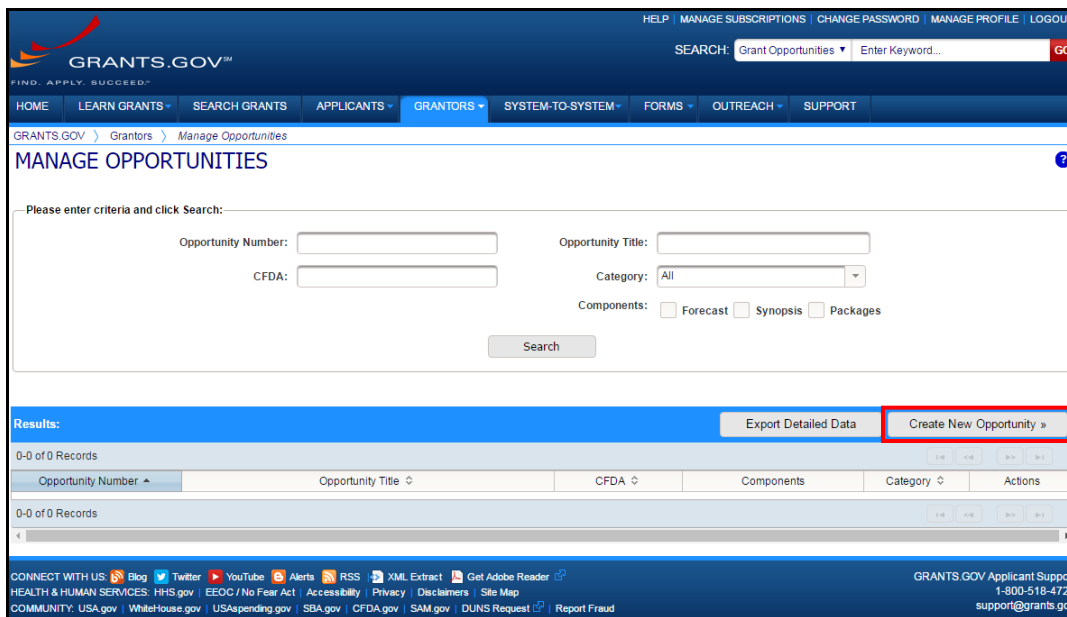 HELP | MANAGE SUBSCRIPTIONS | CHANGE PASSWORD | MANAGE PROFILE | LOGOU
SEARCH: Grant Opportunities ▼ Enter Keyword... GO
GRANTS.GOV℠
FIND. APPLY. SUCCEED.℠
HOME LEARN GRANTS SEARCH GRANTS APPLICANTS GRANTORS SYSTEM-TO-SYSTEM FORMS OUTREACH SUPPORT
GRANTS.GOV 〉 Grantors 〉 Manage Opportunities
MANAGE OPPORTUNITIES ?
Please enter criteria and click Search:
Opportunity Number: Opportunity Title:
CFDA: Category: All
Components: Forecast Synopsis Packages
Search
Results: Export Detailed Data Create New Opportunity »
0-0 of 0 Records
Opportunity Number Opportunity Title CFDA Components Category Actions
0-0 of 0 Records
CONNECT WITH US: Blog Twitter YouTube Alerts RSS XML Extract Get Adobe Reader
HEALTH & HUMAN SERVICES: HHS.gov | EEOC / No Fear Act | Accessibility | Privacy | Disclaimers | Site Map
COMMUNITY: USA.gov | WhiteHouse.gov | USAspending.gov | SBA.gov | CFDA.gov | SAM.gov | DUNS Request | Report Fraud
GRANTS.GOV Applicant Suppo
1-800-518-472
support@grants.go